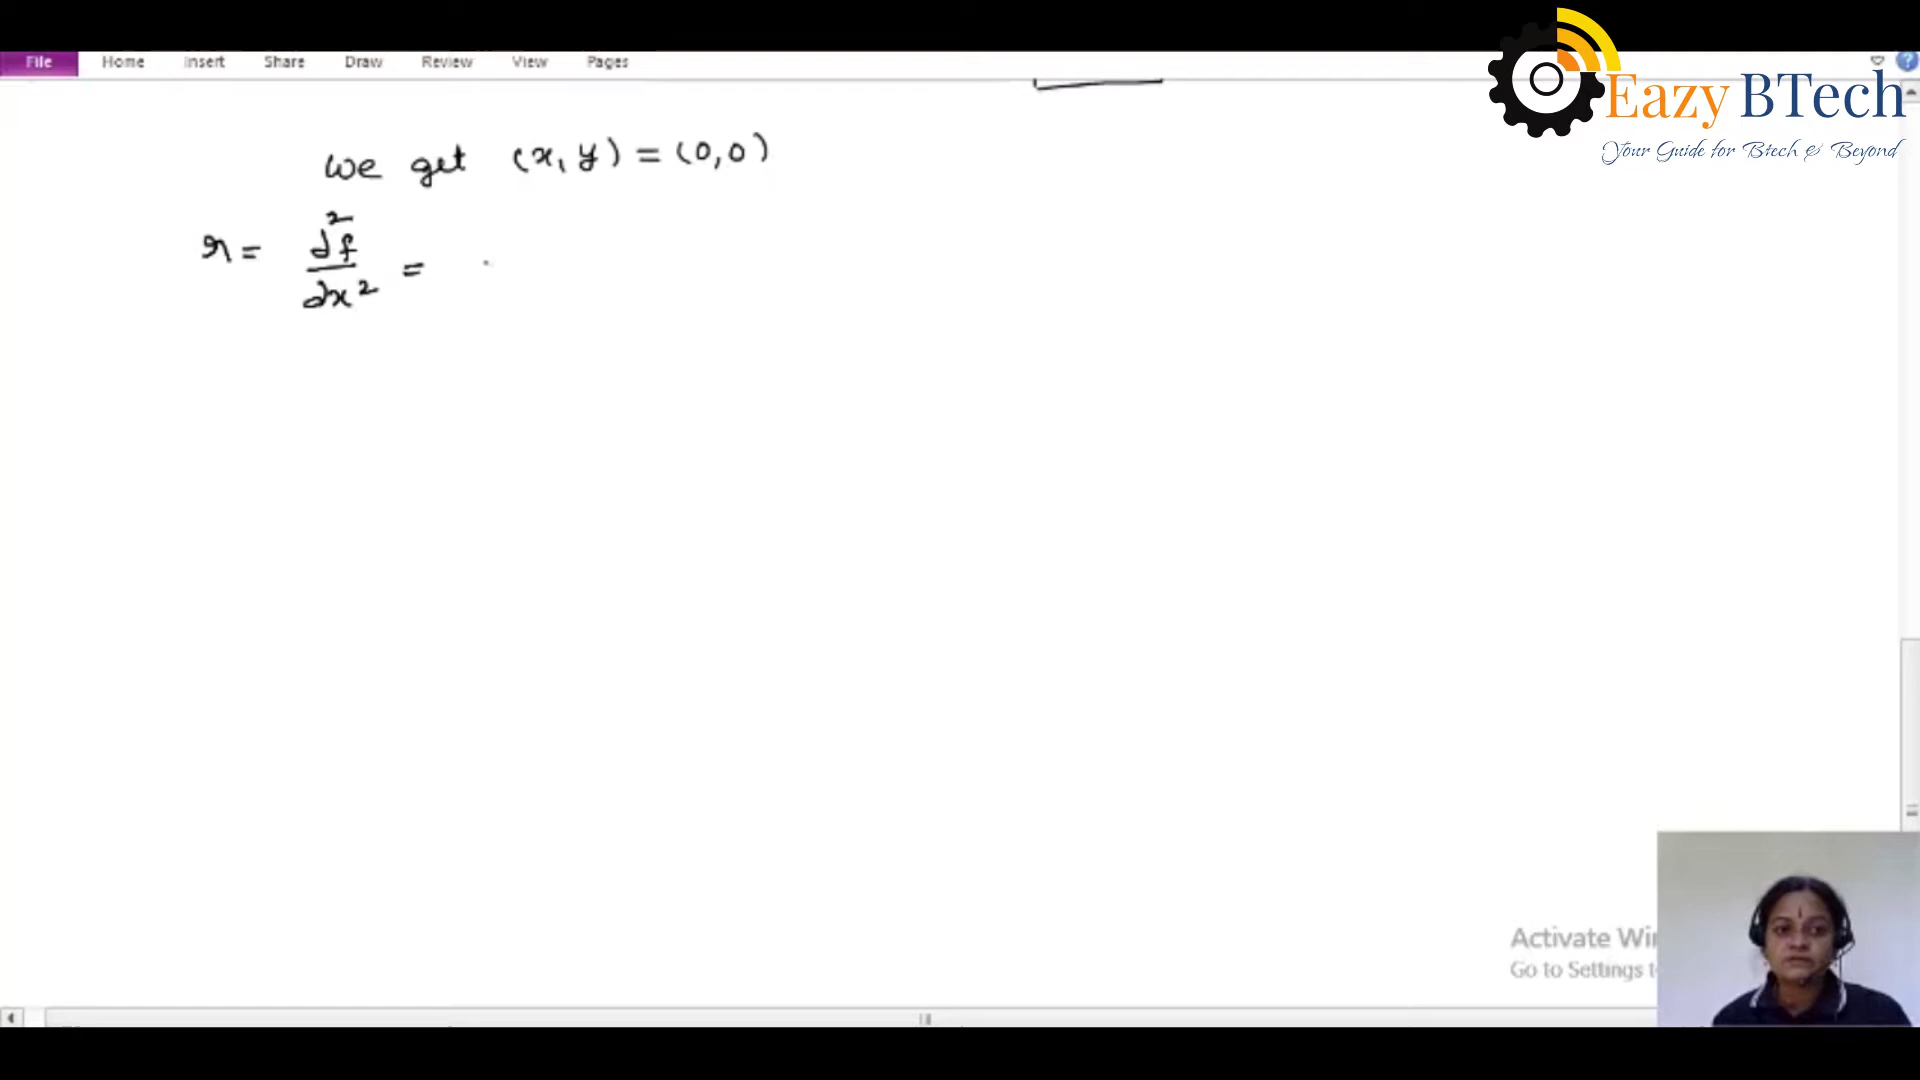 File Home Insert Share Draw Review View Pages
Eazy BTech
Your Guide for Btech & Beyond
We get (x, y) = (0,0)
r = ∂²f/∂x² =
Activate Wi
Go to Settings t